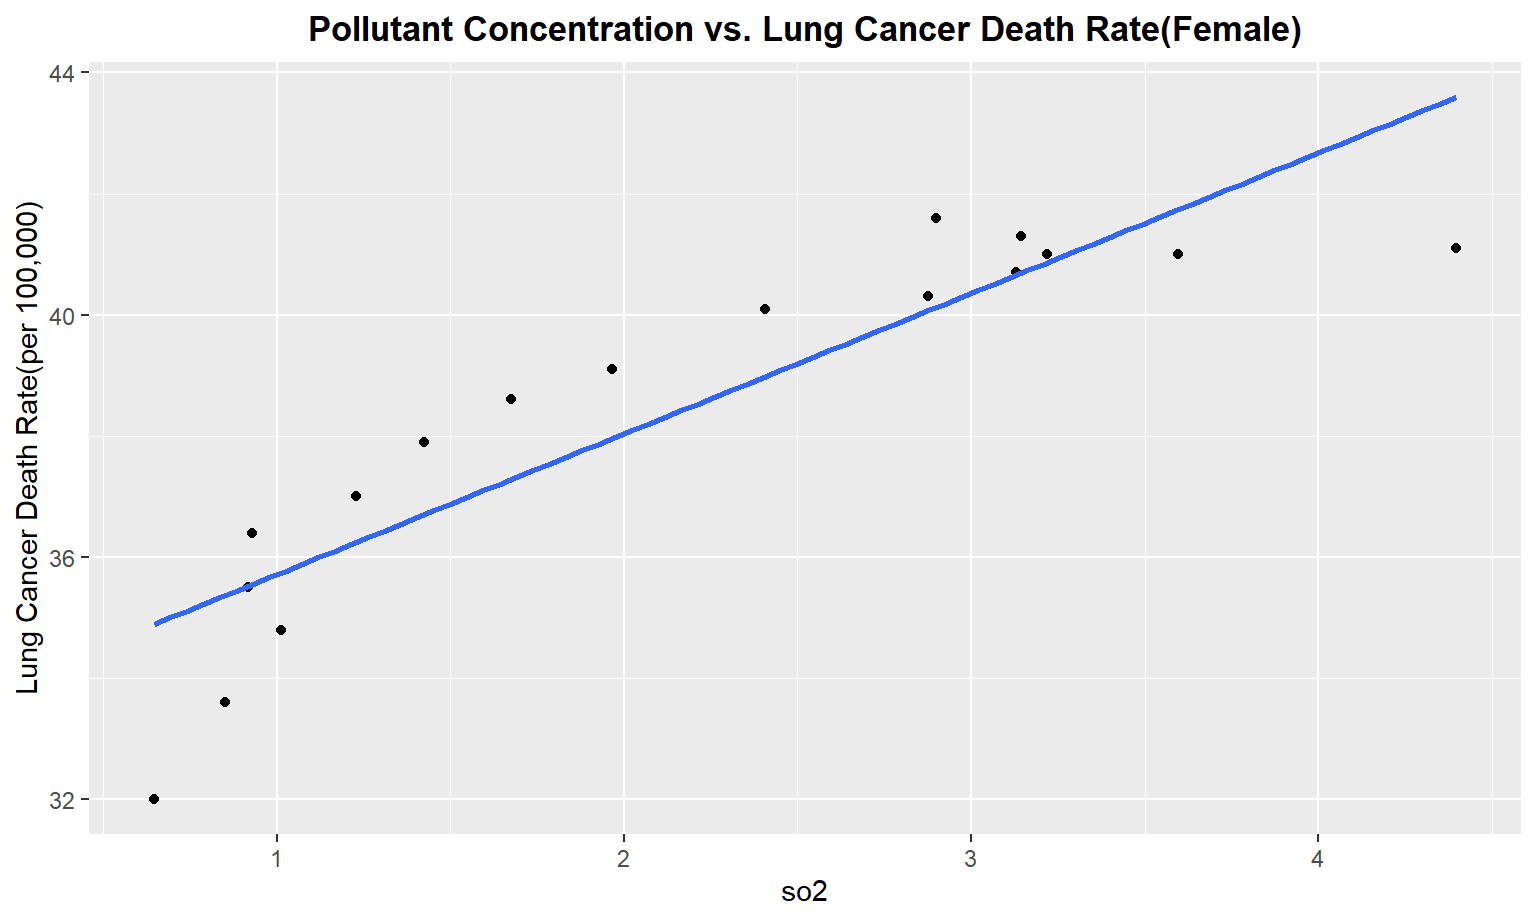 Pollutant Concentration vs. Lung Cancer Death Rate(Female)
Lung Cancer Death Rate(per 100,000)
44
40
36
32
1
2
3
4
so2